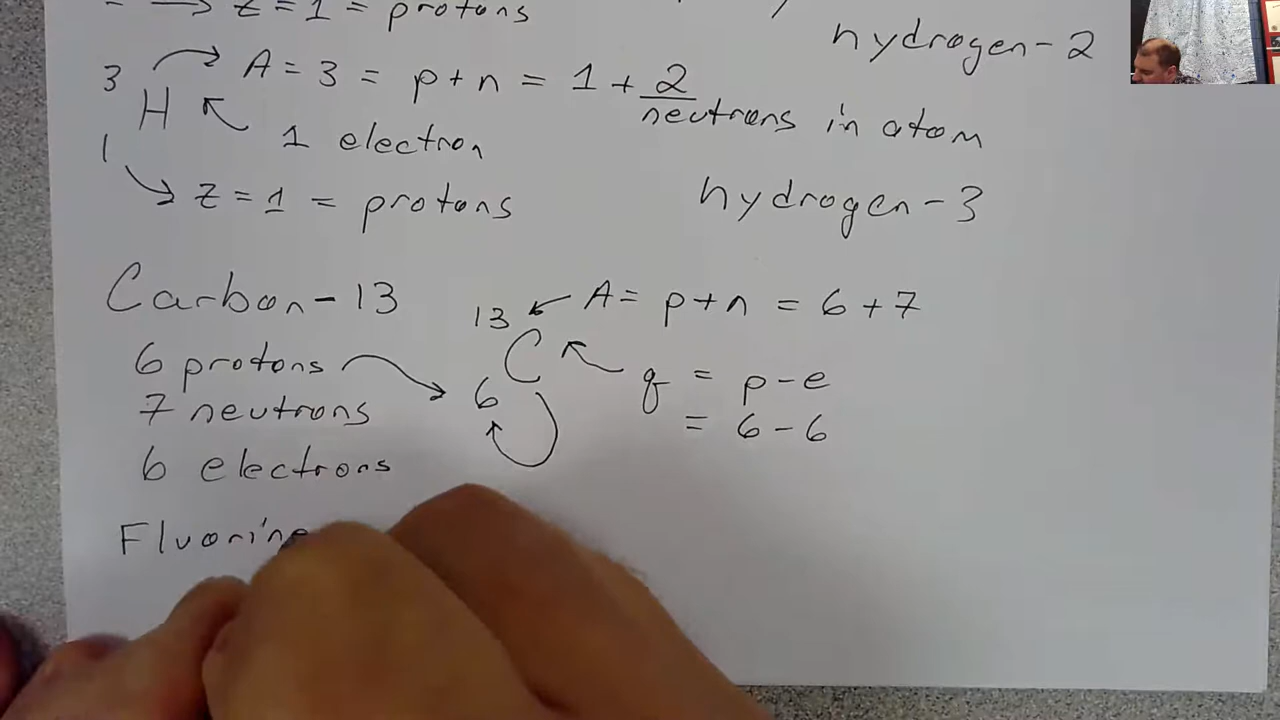 → z = 1 = protons
hydrogen-2
3 H 1
A = 3 = p+n = 1 + 2
neutrons in atom
1 electron
z = 1 = protons
hydrogen-3
Carbon-13
13 C 6
A = p+n = 6+7
6 protons
q = p-e
7 neutrons
= 6-6
6 electrons
Fluorine